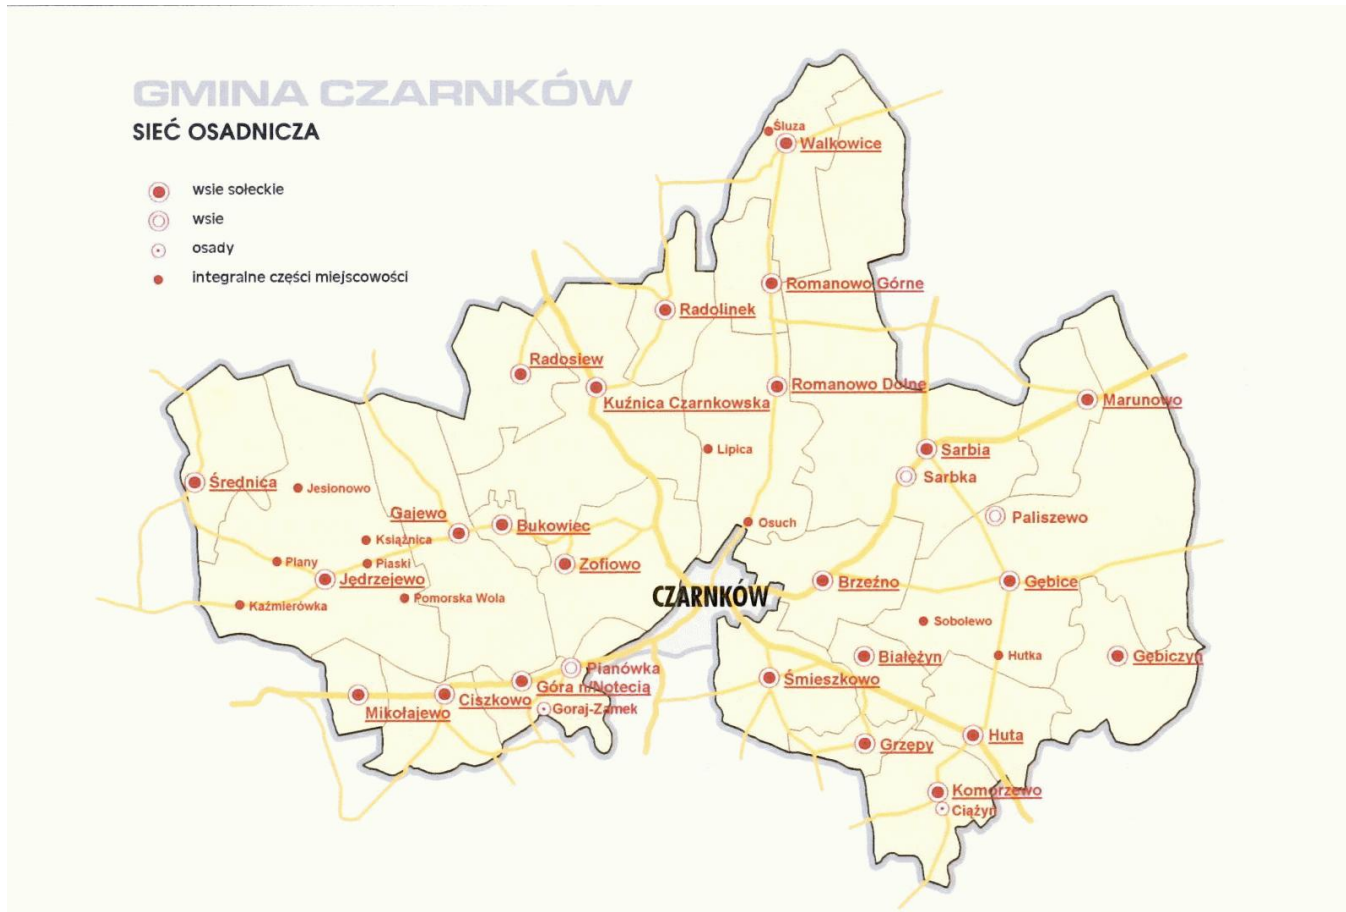 GMINA CZARNKÓW
SIEĆ OSADNICZA
wsie sołeckie
wsie
osady
integralne części miejscowości
Śluza
Walkowice
Romanowo Górne
Radolinek
Radosiew
Kuźnica Czarnkowska
Romanowo Dolne
Marunowo
Lipica
Sarbia
Sarbka
Średnica
Jesionowo
Gajewo
Bukowiec
Osuch
Paliszewo
Książnica
Plany
Piaski
Zofiowo
Jędrzejewo
Brzeźno
Gębice
CZARNKÓW
Kaźmierówka
Pomorska Wola
Sobolewo
Pianówka
Białężyn
Hutka
Gębiczyn
Góra n/Notecią
Śmieszkowo
Ciszkowo
Mikołajewo
Goraj-Zamek
Grzępy
Huta
Komorzewo
Ciążyn